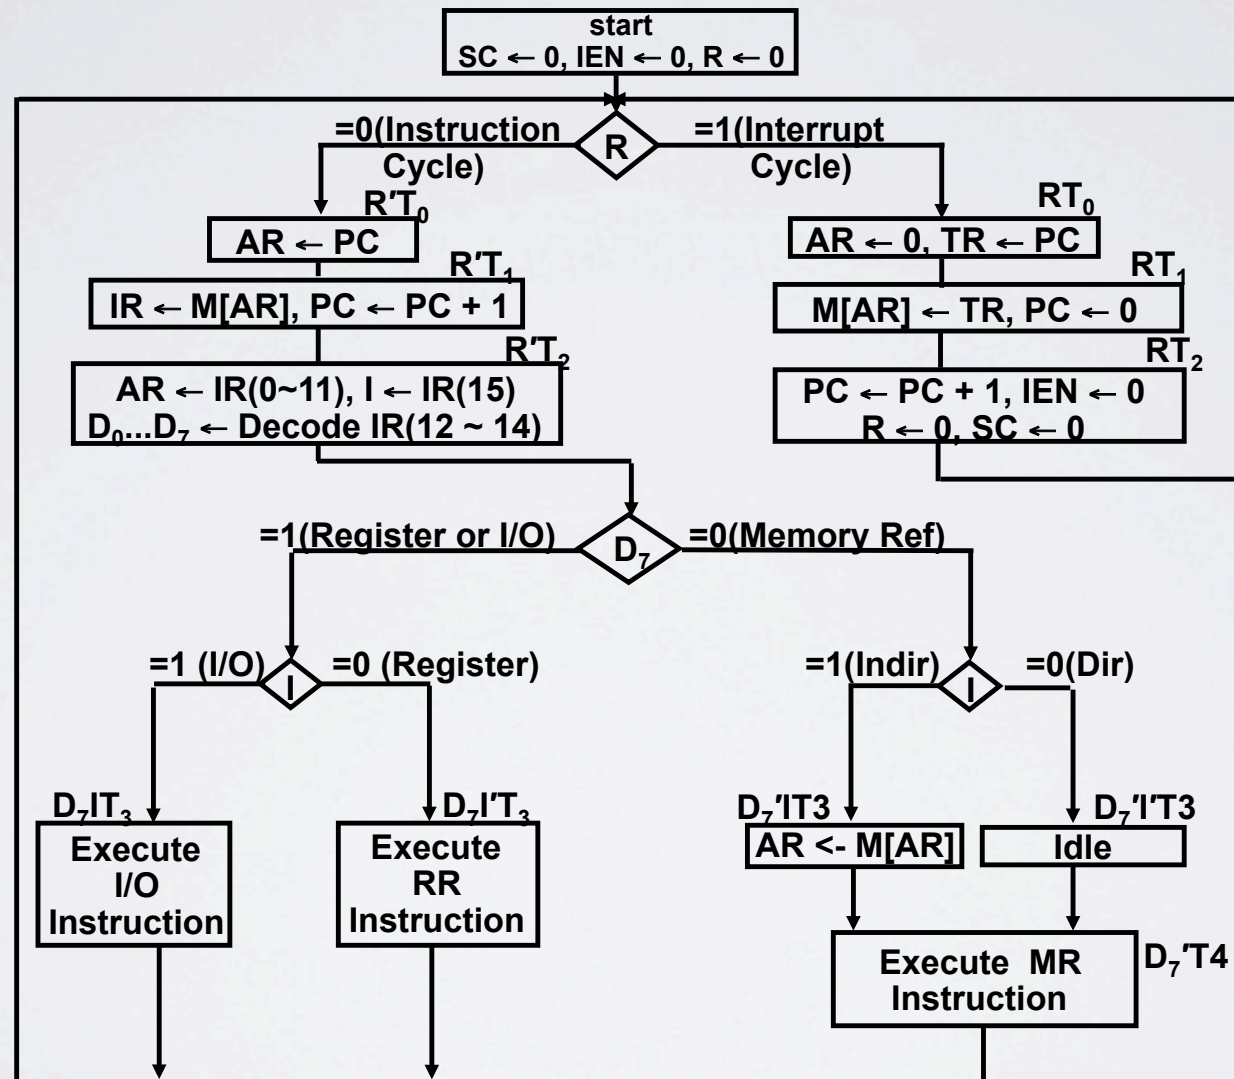 start
SC ← 0, IEN ← 0, R ← 0
R
=0(Instruction
Cycle)
=1(Interrupt
Cycle)
R'T₀
AR ← PC
R'T₁
IR ← M[AR], PC ← PC + 1
R'T₂
AR ← IR(0~11), I ← IR(15)
D₀...D₇ ← Decode IR(12 ~ 14)
RT₀
AR ← 0, TR ← PC
RT₁
M[AR] ← TR, PC ← 0
RT₂
PC ← PC + 1, IEN ← 0
R ← 0, SC ← 0
=1(Register or I/O)
D₇
=0(Memory Ref)
=1 (I/O)
I
=0 (Register)
=1(Indir)
I
=0(Dir)
D₇IT₃
Execute
I/O
Instruction
D₇I'T₃
Execute
RR
Instruction
D₇'IT3
AR <- M[AR]
D₇'I'T3
Idle
Execute MR
Instruction
D₇'T4